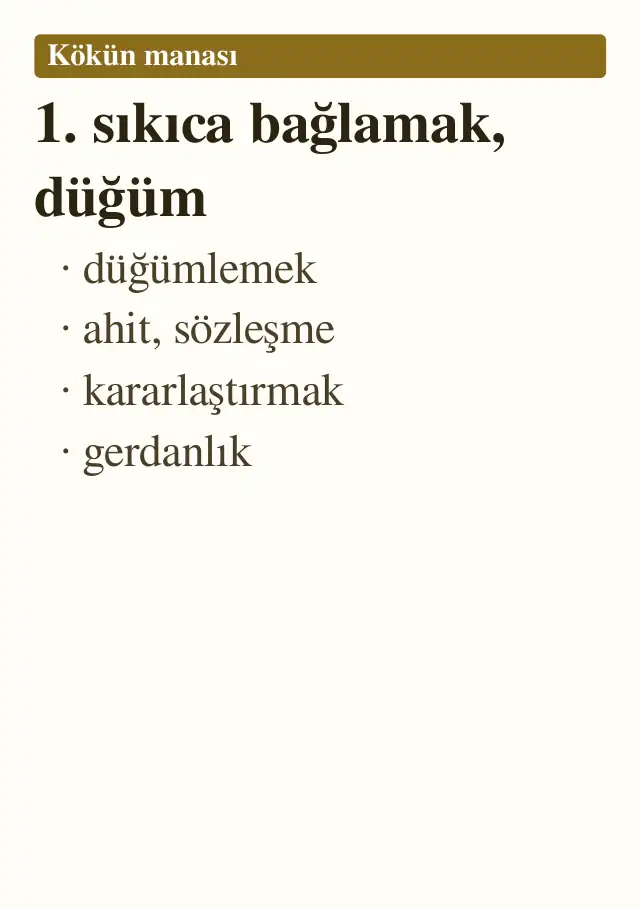 Kökün manası
1. sıkıca bağlamak,
düğüm
· düğümlemek
· ahit, sözleşme
· kararlaştırmak
· gerdanlık